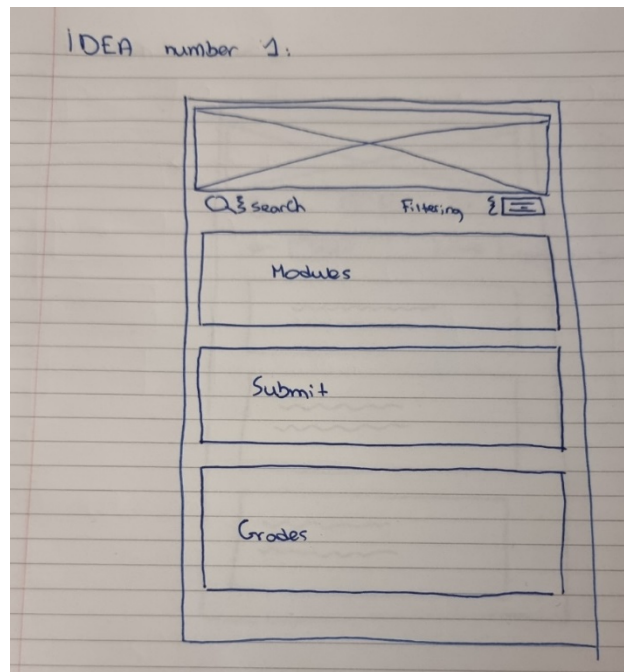 IDEA number 1:
search Filtering
Modules
Submit
Grades